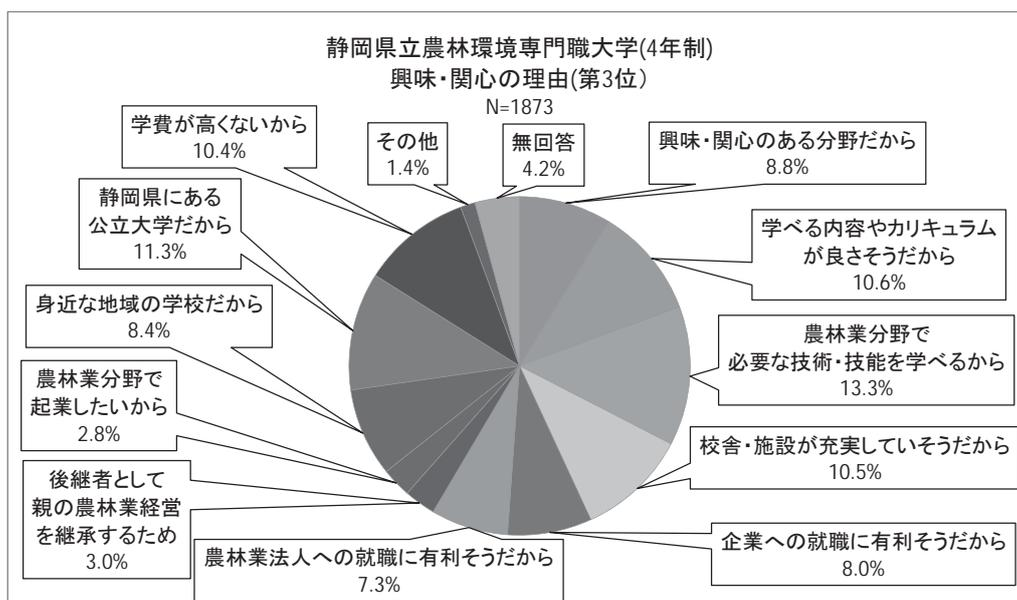 静岡県立農林環境専門職大学(4年制)
興味・関心の理由(第3位)
N=1873
興味・関心のある分野だから
8.8%
学べる内容やカリキュラム
が良さそうだから
10.6%
農林業分野で
必要な技術・技能を学べるから
13.3%
校舎・施設が充実していそうだから
10.5%
企業への就職に有利そうだから
8.0%
農林業法人への就職に有利そうだから
7.3%
後継者として
親の農林業経営
を継承するため
3.0%
農林業分野で
起業したいから
2.8%
身近な地域の学校だから
8.4%
静岡県にある
公立大学だから
11.3%
学費が高くないから
10.4%
その他
1.4%
無回答
4.2%